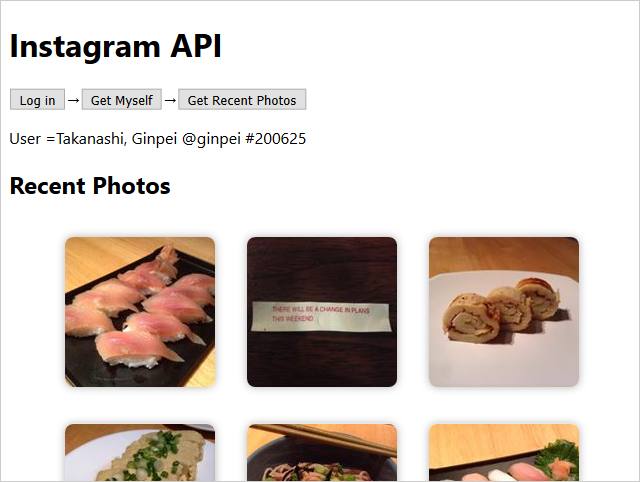 Instagram API
Log in → Get Myself → Get Recent Photos
User =Takanashi, Ginpei @ginpei #200625
Recent Photos
THERE WILL BE A CHANGE IN PLANS
THIS WEEKEND.